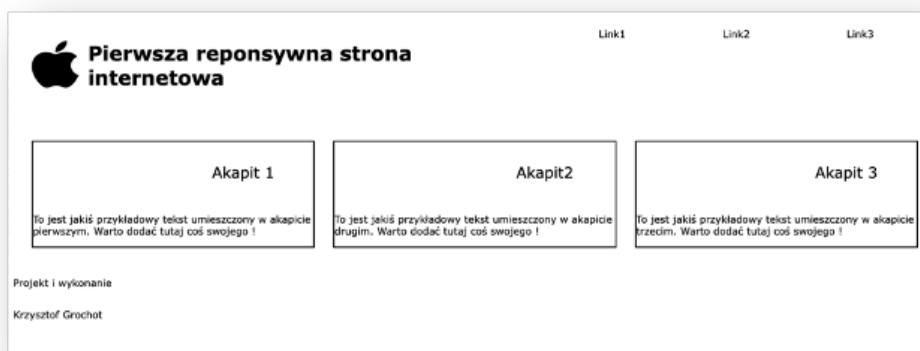 Link1 Link2 Link3
Pierwsza reponsywna strona
internetowa
Akapit 1
To jest jakiś przykładowy tekst umieszczony w akapicie
pierwszym. Warto dodać tutaj coś swojego !
Akapit2
To jest jakiś przykładowy tekst umieszczony w akapicie
drugim. Warto dodać tutaj coś swojego !
Akapit 3
To jest jakiś przykładowy tekst umieszczony w akapicie
trzecim. Warto dodać tutaj coś swojego !
Projekt i wykonanie
Krzysztof Grochot